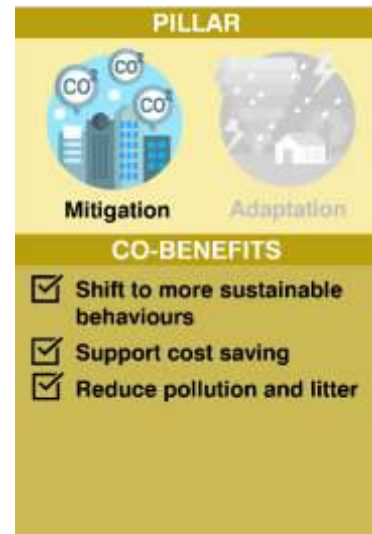 PILLAR
CO²
CO²
CO²
Mitigation
Adaptation
CO-BENEFITS
Shift to more sustainable
behaviours
Support cost saving
Reduce pollution and litter